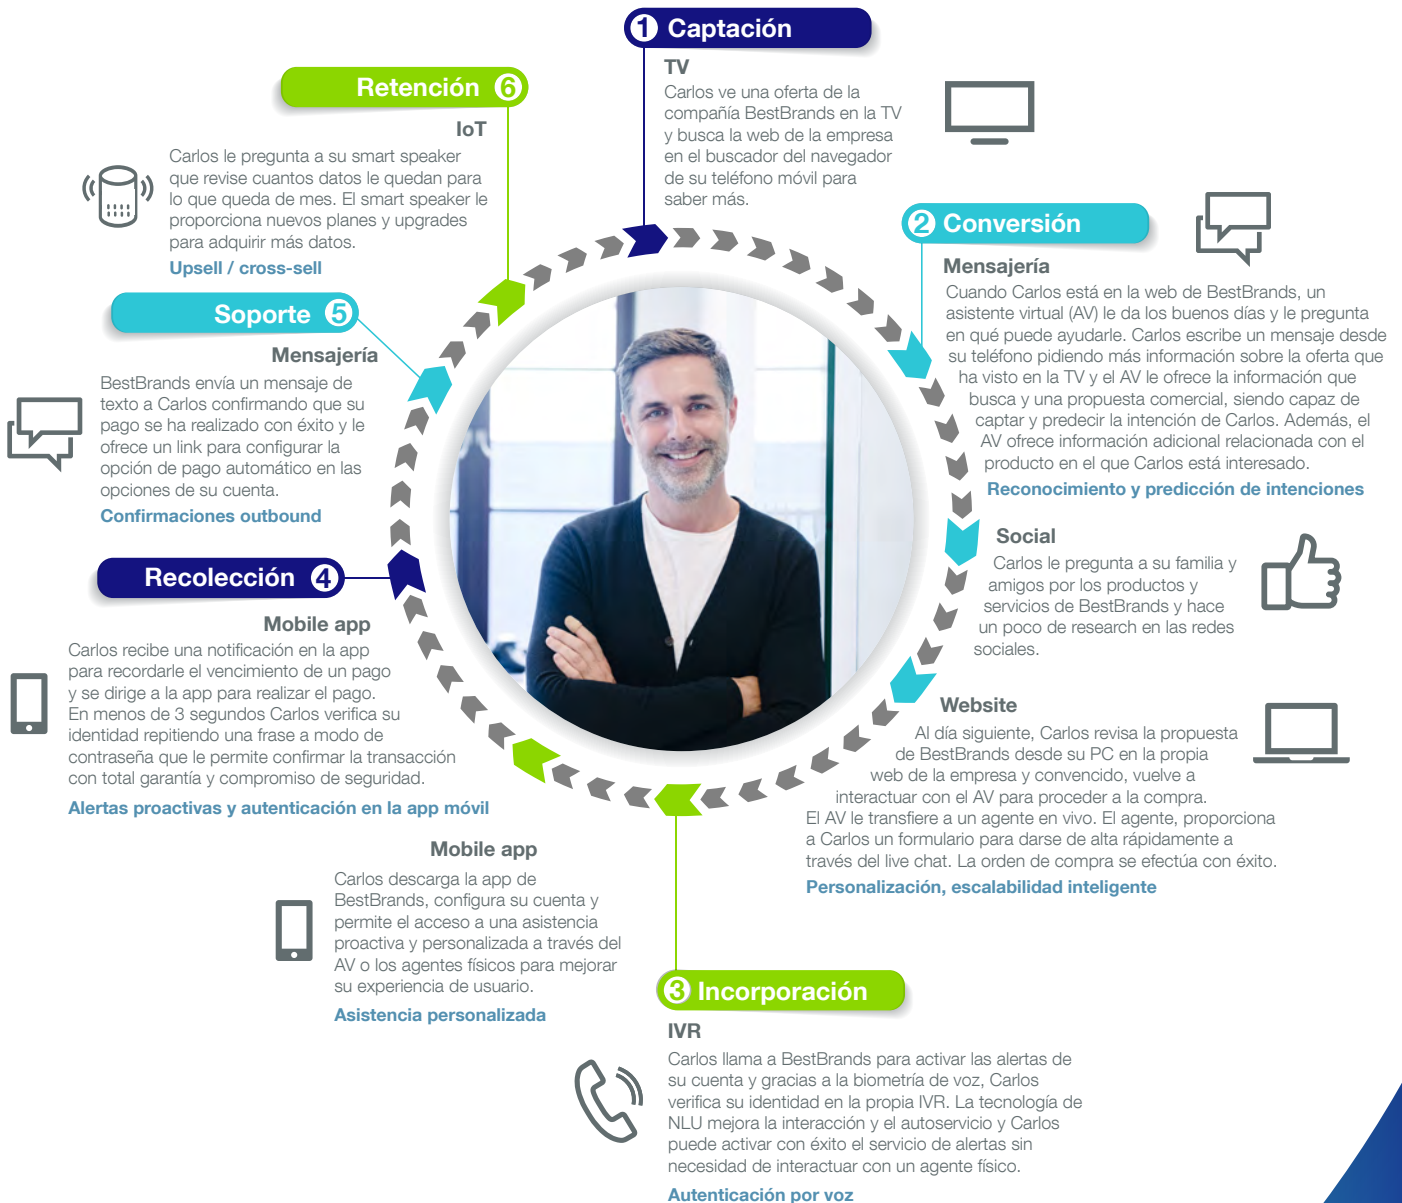 1 Captación
TV
Carlos ve una oferta de la
compañía BestBrands en la TV
y busca la web de la empresa
en el buscador del navegador
de su teléfono móvil para
saber más.
2 Conversión
Mensajería
Cuando Carlos está en la web de BestBrands, un
asistente virtual (AV) le da los buenos días y le pregunta
en qué puede ayudarle. Carlos escribe un mensaje desde
su teléfono pidiendo más información sobre la oferta que
ha visto en la TV y el AV le ofrece la información que
busca y una propuesta comercial, siendo capaz de
captar y predecir la intención de Carlos. Además, el
AV ofrece información adicional relacionada con el
producto en el que Carlos está interesado.
Reconocimiento y predicción de intenciones
Social
Carlos le pregunta a su familia y
amigos por los productos y
servicios de BestBrands y hace
un poco de research en las redes
sociales.
Website
Al día siguiente, Carlos revisa la propuesta
de BestBrands desde su PC en la propia
web de la empresa y convencido, vuelve a
interactuar con el AV para proceder a la compra.
El AV le transfiere a un agente en vivo. El agente, proporciona
a Carlos un formulario para darse de alta rápidamente a
través del live chat. La orden de compra se efectúa con éxito.
Personalización, escalabilidad inteligente
3 Incorporación
IVR
Carlos llama a BestBrands para activar las alertas de
su cuenta y gracias a la biometría de voz, Carlos
verifica su identidad en la propia IVR. La tecnología de
NLU mejora la interacción y el autoservicio y Carlos
puede activar con éxito el servicio de alertas sin
necesidad de interactuar con un agente físico.
Autenticación por voz
Mobile app
Carlos descarga la app de
BestBrands, configura su cuenta y
permite el acceso a una asistencia
proactiva y personalizada a través del
AV o los agentes físicos para mejorar
su experiencia de usuario.
Asistencia personalizada
Recolección 4
Mobile app
Carlos recibe una notificación en la app
para recordarle el vencimiento de un pago
y se dirige a la app para realizar el pago.
En menos de 3 segundos Carlos verifica su
identidad repitiendo una frase a modo de
contraseña que le permite confirmar la transacción
con total garantía y compromiso de seguridad.
Alertas proactivas y autenticación en la app móvil
Soporte 5
Mensajería
BestBrands envía un mensaje de
texto a Carlos confirmando que su
pago se ha realizado con éxito y le
ofrece un link para configurar la
opción de pago automático en las
opciones de su cuenta.
Confirmaciones outbound
Retención 6
IoT
Carlos le pregunta a su smart speaker
que revise cuantos datos le quedan para
lo que queda de mes. El smart speaker le
proporciona nuevos planes y upgrades
para adquirir más datos.
Upsell / cross-sell